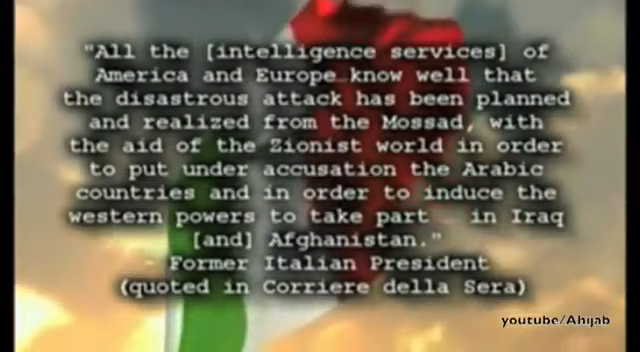 "All the [intelligence services] of
America and Europe know well that
the disastrous attack has been planned
and realized from the Mossad, with
the aid of the Zionist world in order
to put under accusation the Arabic
countries and in order to induce the
western powers to take part in Iraq
[and] Afghanistan."
- Former Italian President
(quoted in Corriere della Sera)
youtube/Ahijab